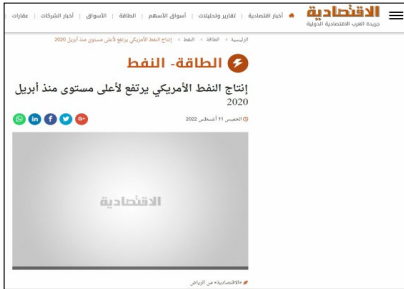 الاقتصادية
جريدة العرب الاقتصادية الدولية
أخبار اقتصادية | تقارير وتحليلات | أسواق الأسهم | الطاقة | الأسواق | أخبار الشركات | عقارات
الرئيسية > الطاقة > النفط > إنتاج النفط الأمريكي يرتفع لأعلى مستوى منذ أبريل 2020
الطاقة- النفط
إنتاج النفط الأمريكي يرتفع لأعلى مستوى منذ أبريل
2020
الخميس 11 أغسطس 2022
الاقتصادية
«الاقتصادية» من الرياض